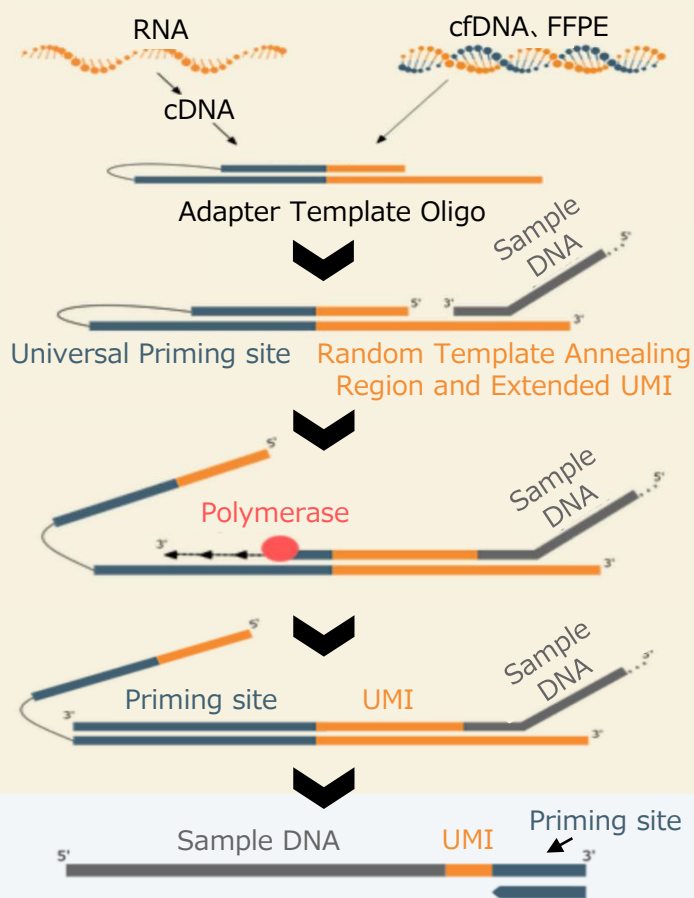 RNA
cfDNA、FFPE
cDNA
Adapter Template Oligo
Sample
DNA
5'
5'
3'
3'
Universal Priming site
Random Template Annealing
Region and Extended UMI
5'
Sample
DNA
5'
Polymerase
3'
3'
5'
Sample
DNA
Priming site
UMI
3'
3'
Priming site
Sample DNA
UMI
5'
3'